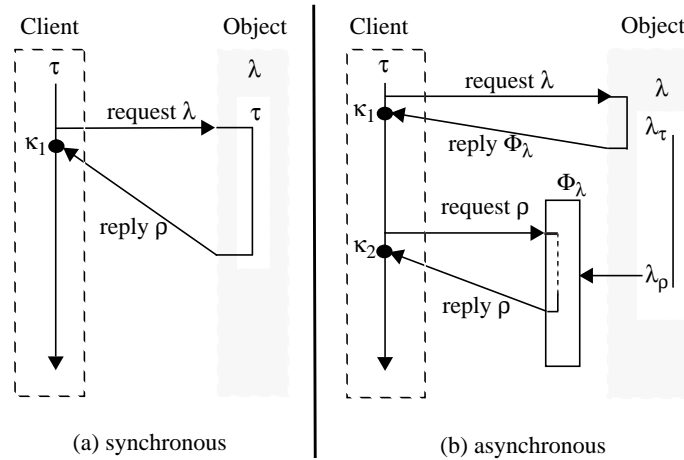 Client
Object
τ
λ
request λ
τ
κ1
reply ρ
(a) synchronous
Client
Object
τ
request λ
λ
κ1
λτ
reply Φλ
Φλ
request ρ
κ2
λρ
reply ρ
(b) asynchronous